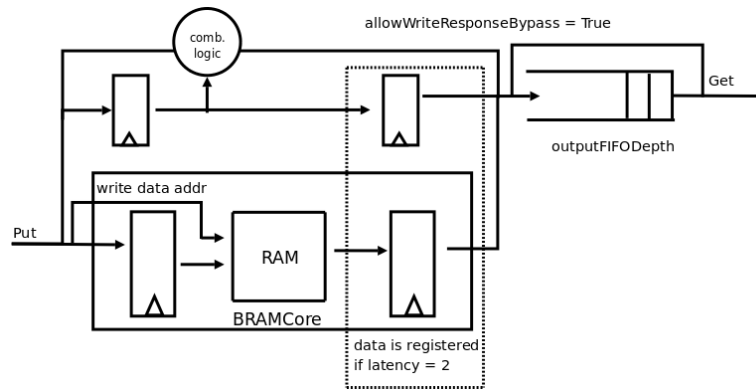 allowWriteResponseBypass = True
comb.
logic
Get
outputFIFODepth
write data addr
Put
RAM
BRAMCore
data is registered
if latency = 2